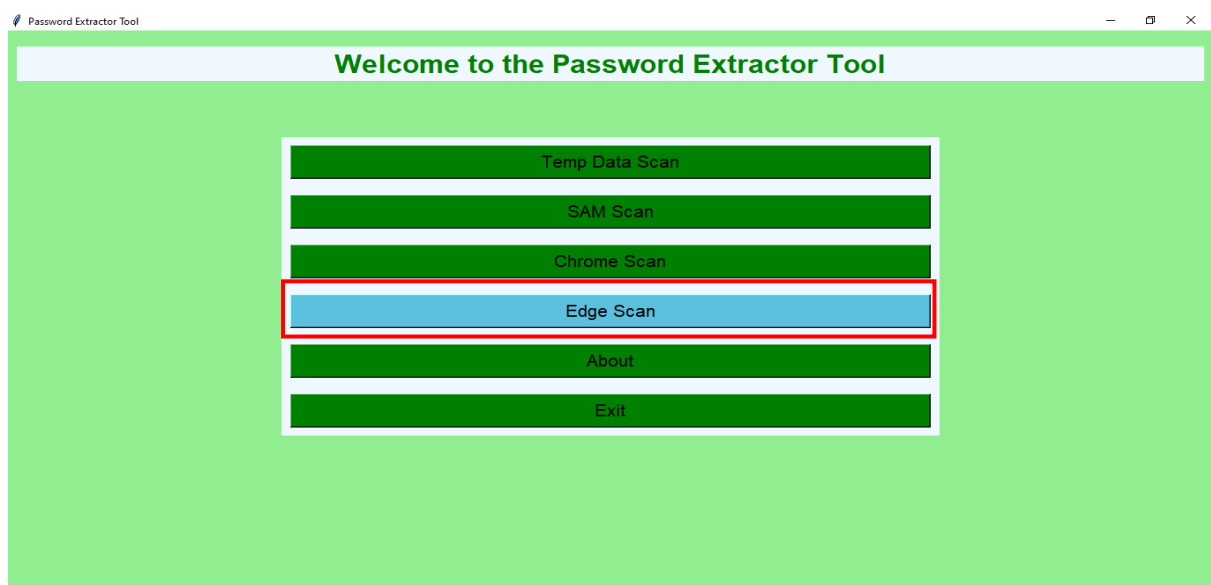 Password Extractor Tool
Welcome to the Password Extractor Tool
Temp Data Scan
SAM Scan
Chrome Scan
Edge Scan
About
Exit